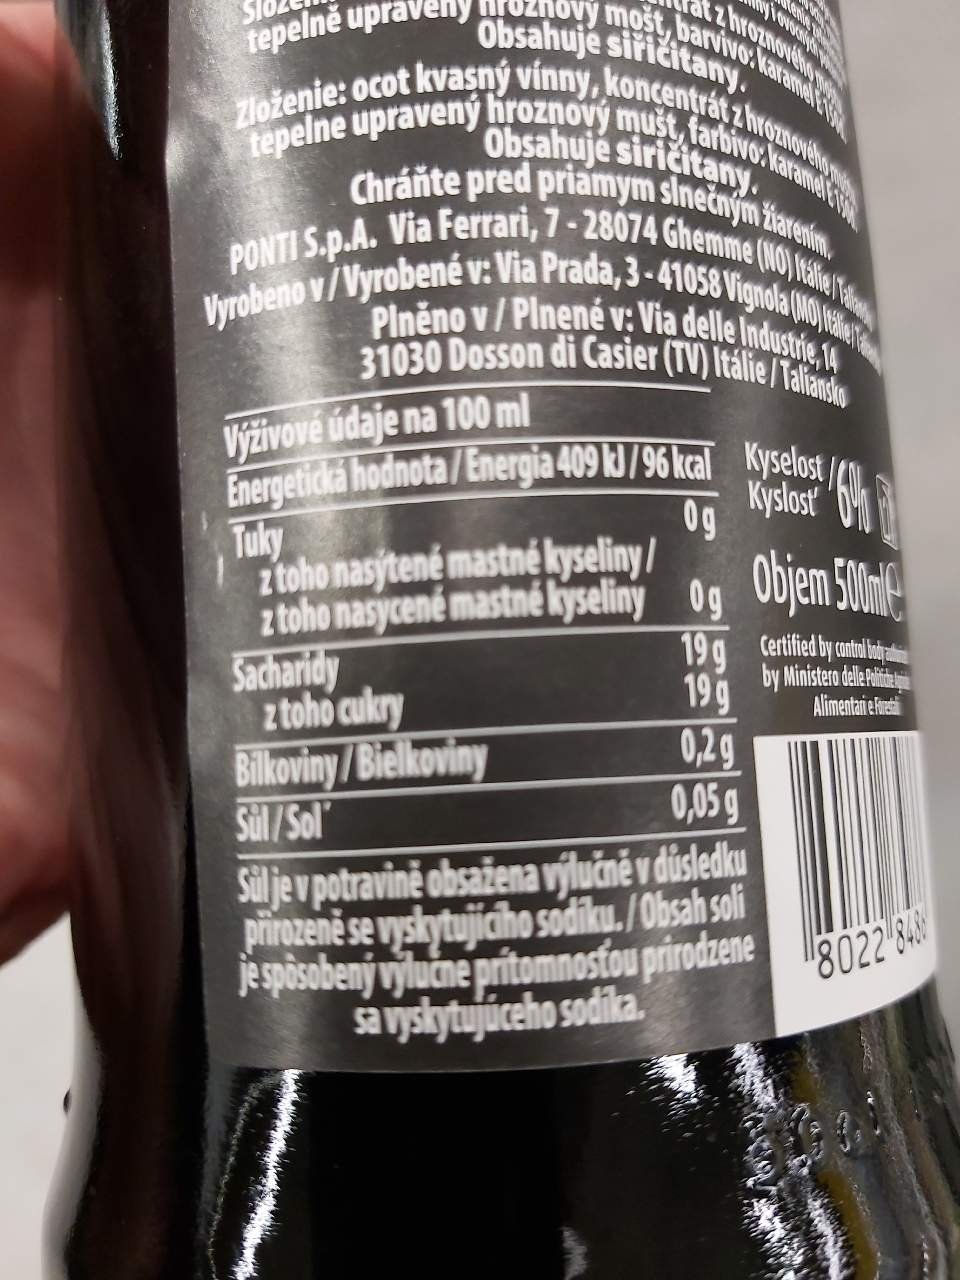 tepelně upravený hroznový mošt, barvivo: karamel E 150d
Obsahuje siřičitany.
Zloženie: ocot kvasný vínny, koncentrát z hroznového muštu
tepelne upravený hroznový mušt, farbivo: karamel E 150d
Obsahuje siričitany.
Chráňte pred priamym slnečným žiarením.
PONTI S.p.A. Via Ferrari, 7 - 28074 Ghemme (NO) Itálie / Taliansko
Vyrobeno v / Vyrobené v: Via Prada, 3 - 41058 Vignola (MO) Itálie /
Plněno v / Plnené v: Via delle Industrie, 14
31030 Dosson di Casier (TV) Itálie / Taliansko
Výživové údaje na 100 ml
Energetická hodnota / Energia 409 kJ / 96 kcal
Tuky 0 g
z toho nasýtené mastné kyseliny /
z toho nasycené mastné kyseliny 0 g
Sacharidy 19 g
z toho cukry 19 g
Bílkoviny / Bielkoviny 0,2 g
Sůl / Soľ 0,05 g
Sůl je v potravině obsažena výlučně v důsledku
přirozeně se vyskytujícího sodíku. / Obsah soli
je spôsobený výlučne prítomnosťou prirodzene
sa vyskytujúceho sodíka.
Kyselost /
Kyslosť 6%
Objem 500ml e
Certified by control body
by Ministero delle Politiche
Alimentari e Forestali
8022 848